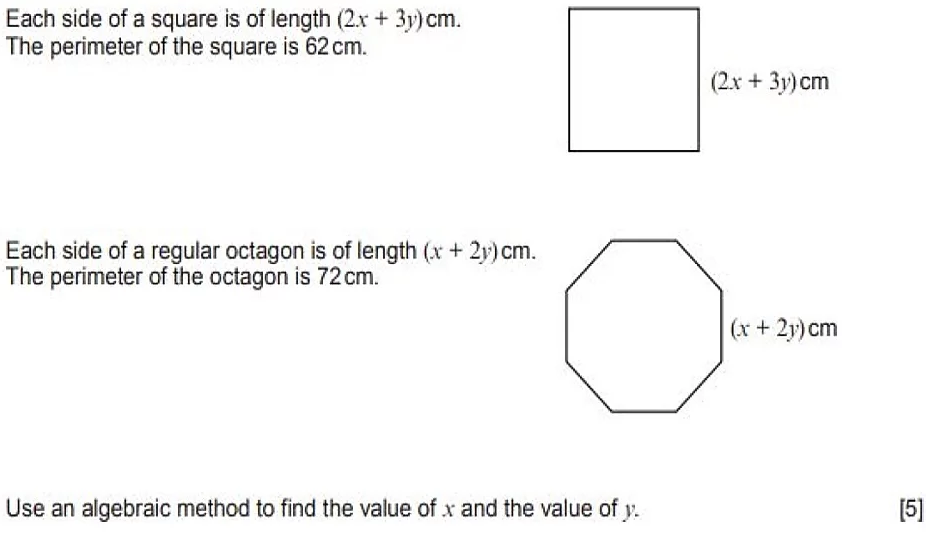 Each side of a square is of length (2x + 3y) cm.
The perimeter of the square is 62 cm.
(2x + 3y) cm
Each side of a regular octagon is of length (x + 2y) cm.
The perimeter of the octagon is 72 cm.
(x + 2y) cm
Use an algebraic method to find the value of x and the value of y. [5]